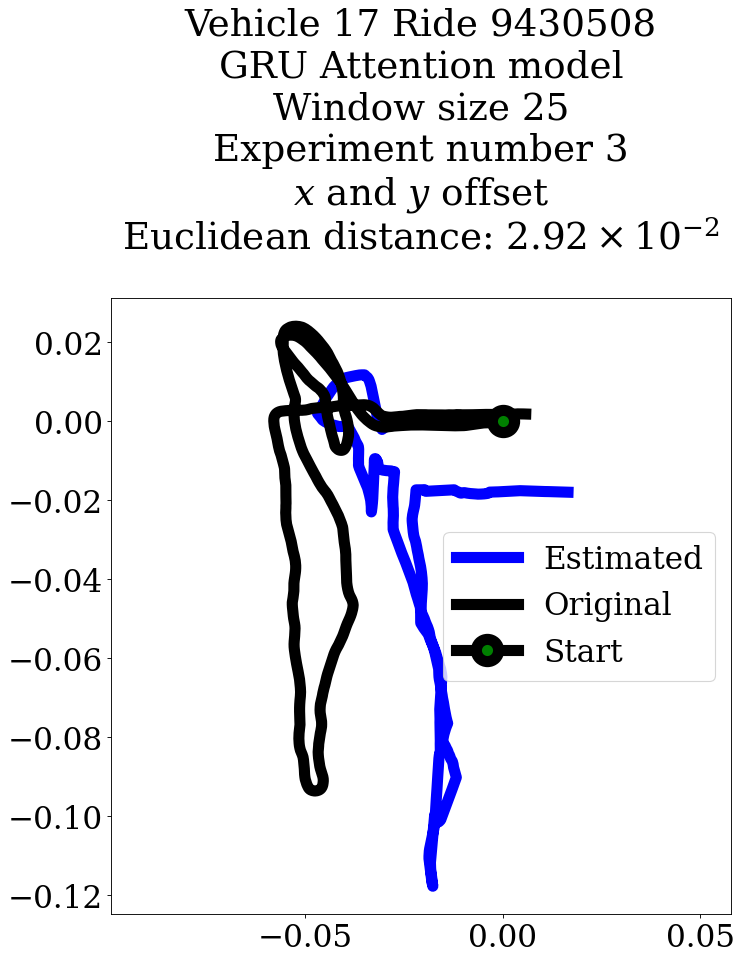 Vehicle 17 Ride 9430508
GRU Attention model
Window size 25
Experiment number 3
x and y offset
Euclidean distance: 2.92 × 10⁻²
0.02
0.00
−0.02
−0.04
−0.06
−0.08
−0.10
−0.12
Estimated
Original
Start
−0.05
0.00
0.05